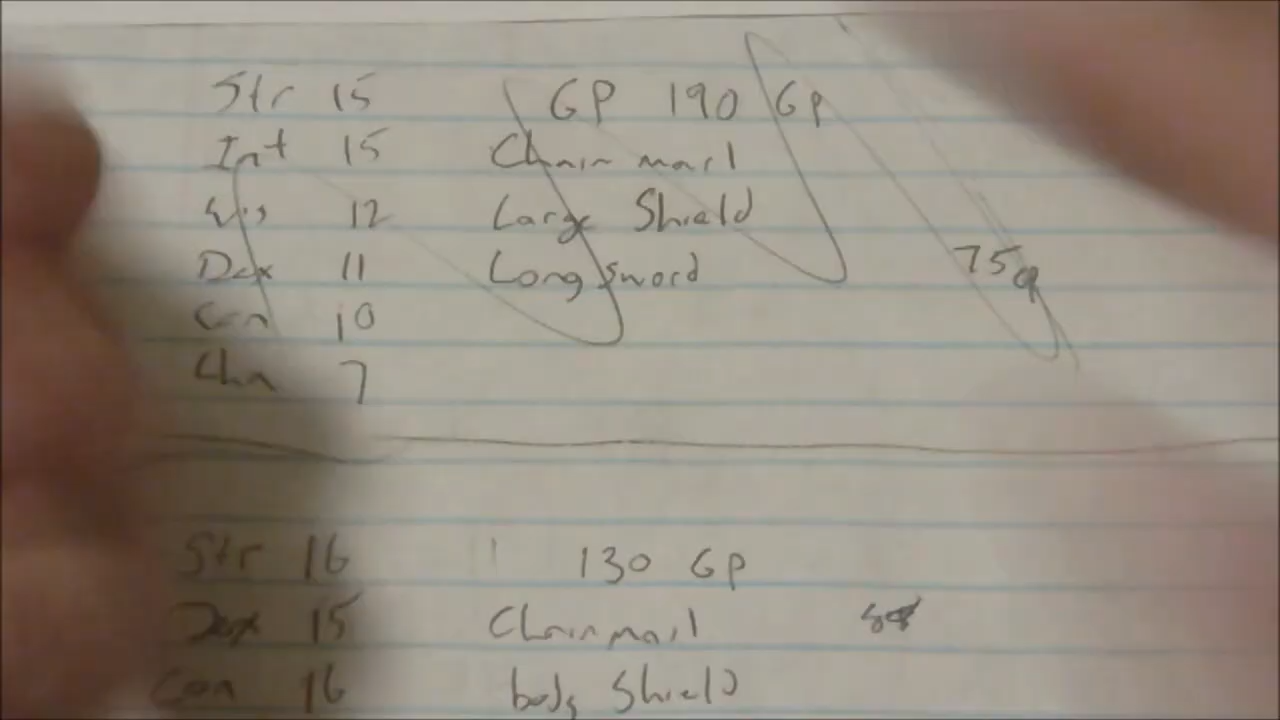 Str 15 GP 190 GP
Int 15 Chain mail
Wis 12 Large Shield
Dex 11 Long sword 75g
Con 10
Cha 7
Str 16 130 GP
Dex 15 Chainmail
Con 16 body Shield